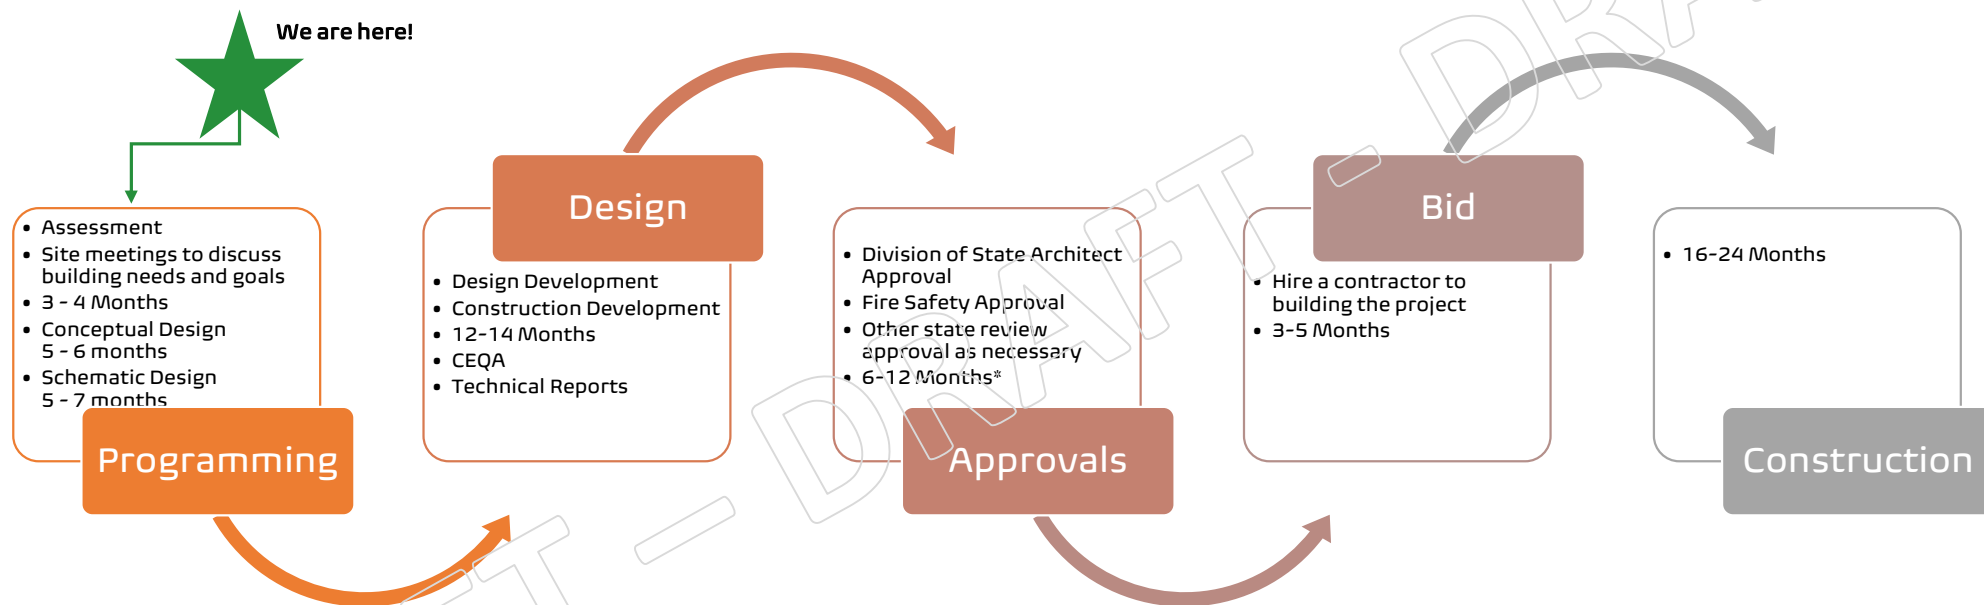 We are here!
• Assessment
• Site meetings to discuss
building needs and goals
• 3 - 4 Months
• Conceptual Design
5 - 6 months
• Schematic Design
5 - 7 months
Programming
Design
• Design Development
• Construction Development
• 12-14 Months
• CEQA
• Technical Reports
• Division of State Architect
Approval
• Fire Safety Approval
• Other state review
approval as necessary
• 6-12 Months*
Approvals
Bid
• Hire a contractor to
building the project
• 3-5 Months
• 16-24 Months
Construction
DRAFT – DRAFT